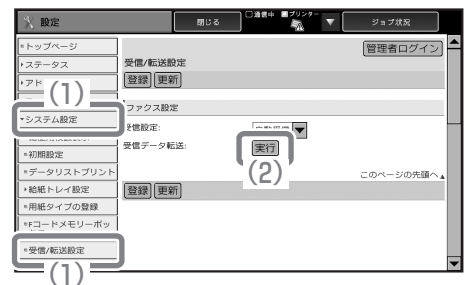 設定
閉じる
通信中
プリンター
ジョブ状況
トップページ
ステータス
アド
(1)
システム設定
初期設定
データリストプリント
給紙トレイ設定
用紙タイプの登録
Fコードメモリーボッ
受信/転送設定
(1)
管理者ログイン
受信/転送設定
登録 更新
ファクス設定
受信設定:
受信データ転送:
実行
(2)
このページの先頭へ
登録 更新